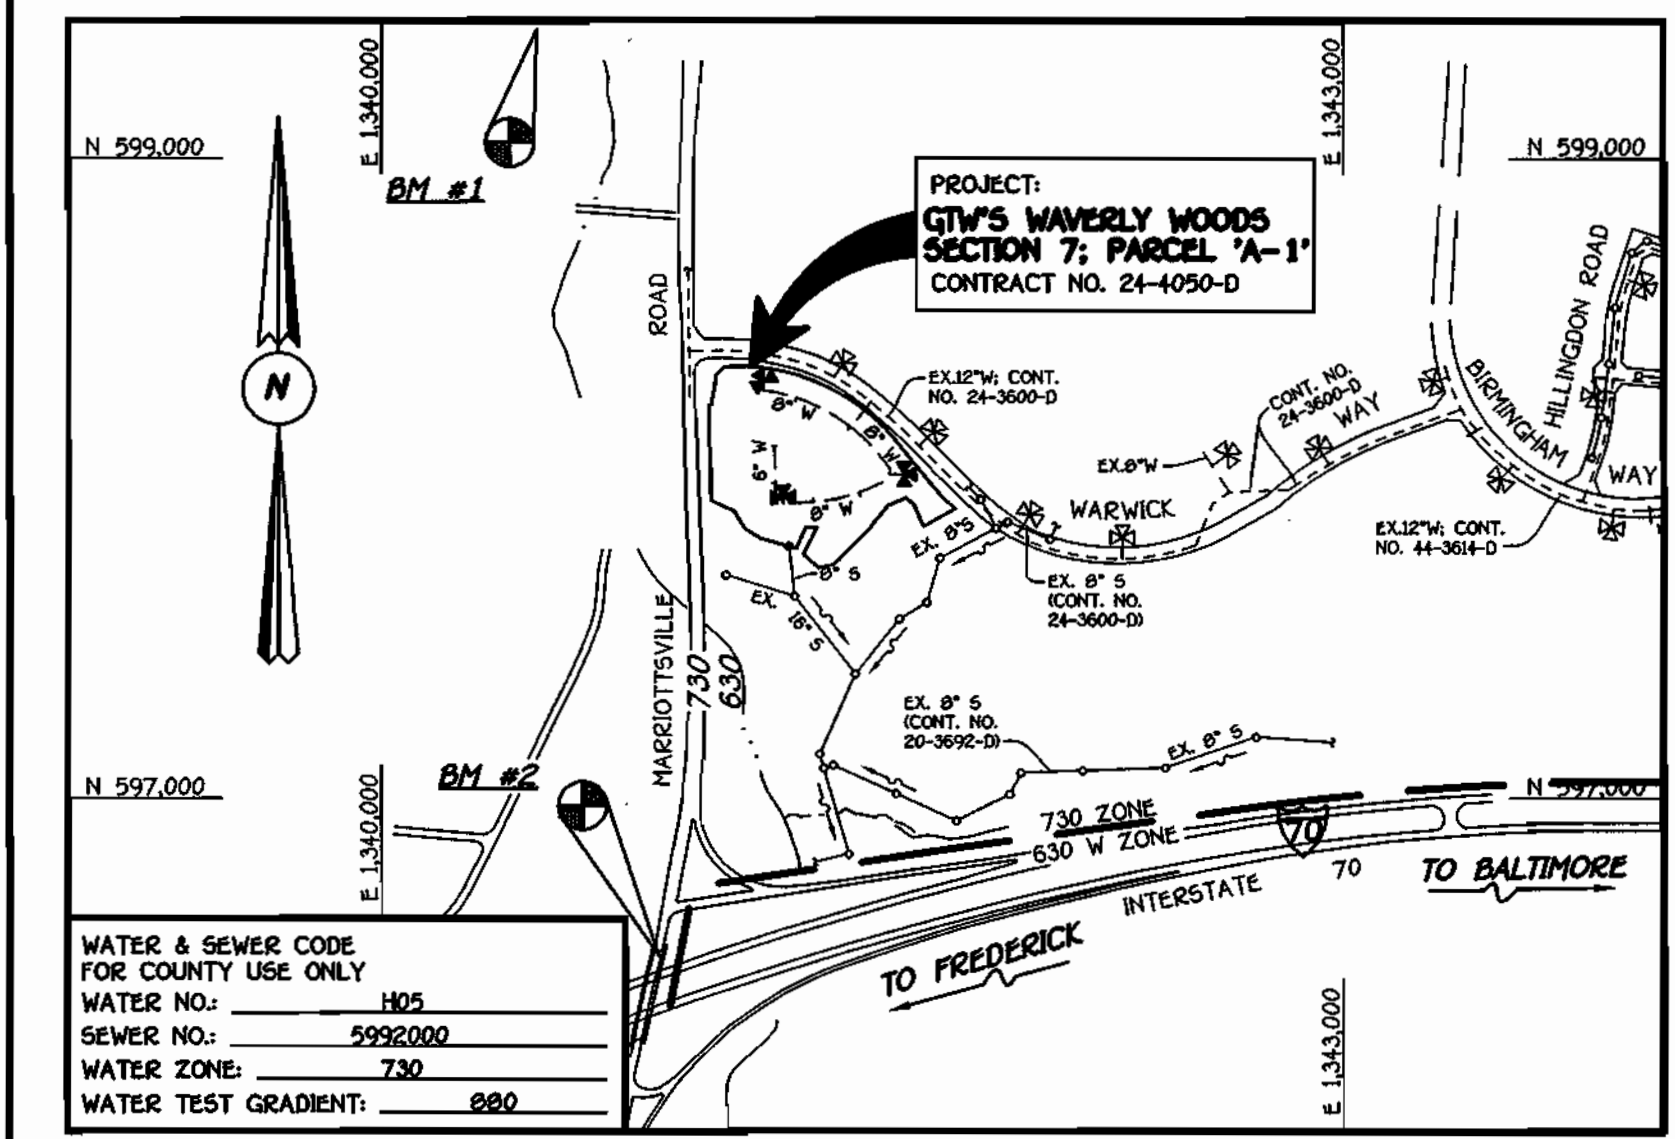 E 1,340,000
E 1,343,000
N 599,000
N 599,000
BM #1
PROJECT:
GTW'S WAVERLY WOODS
SECTION 7; PARCEL 'A-1'
CONTRACT NO. 24-4050-D
ROAD
HILLINGDON ROAD
N
EX.12"W; CONT.
NO. 24-3600-D
CONT. NO.
24-3600-D
WAY
BIRMINGHAM
WAY
8" W
8" W
6" W
8" W
EX.8"W
WARWICK
EX. 8"S
EX.12"W; CONT.
NO. 44-3614-D
8" S
EX. 8" S
(CONT. NO.
24-3600-D)
EX. 18" S
MARRIOTTSVILLE
730
630
EX. 8" S
(CONT. NO.
20-3692-D)
EX. 8" S
BM #2
N 597,000
N 597,000
E 1,340,000
730 ZONE
630 W ZONE
70
70
TO BALTIMORE
INTERSTATE
TO FREDERICK
E 1,343,000
WATER & SEWER CODE
FOR COUNTY USE ONLY
WATER NO.: H05
SEWER NO.: 5992000
WATER ZONE: 730
WATER TEST GRADIENT: 880